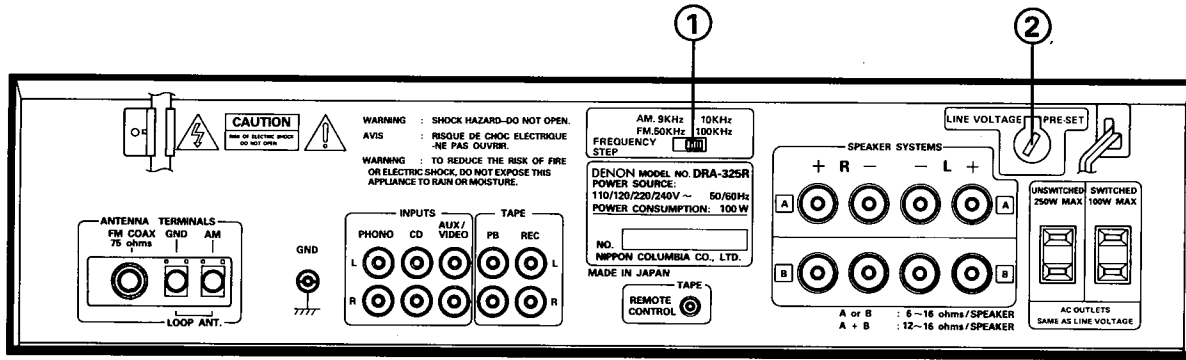 1
2
CAUTION
RISK OF ELECTRIC SHOCK
DO NOT OPEN
WARNING : SHOCK HAZARD–DO NOT OPEN.
AVIS : RISQUE DE CHOC ELECTRIQUE
-NE PAS OUVRIR.
WARNING : TO REDUCE THE RISK OF FIRE
OR ELECTRIC SHOCK, DO NOT EXPOSE THIS
APPLIANCE TO RAIN OR MOISTURE.
AM. 9KHz 10KHz
FM.50KHz 100KHz
FREQUENCY
STEP
DENON MODEL NO. DRA-325R
POWER SOURCE:
110/120/220/240V ~ 50/60Hz
POWER CONSUMPTION: 100W
NO.
NIPPON COLUMBIA CO., LTD.
MADE IN JAPAN
TAPE
REMOTE
CONTROL
LINE VOLTAGE PRE-SET
SPEAKER SYSTEMS
+ R − − L +
A A
B B
A or B : 6~16 ohms/SPEAKER
A + B : 12~16 ohms/SPEAKER
UNSWITCHED SWITCHED
250W MAX 100W MAX
AC OUTLETS
SAME AS LINE VOLTAGE
ANTENNA TERMINALS
FM COAX GND AM
75 ohms
LOOP ANT.
GND
INPUTS TAPE
PHONO CD AUX/ PB REC
VIDEO
L L
R R